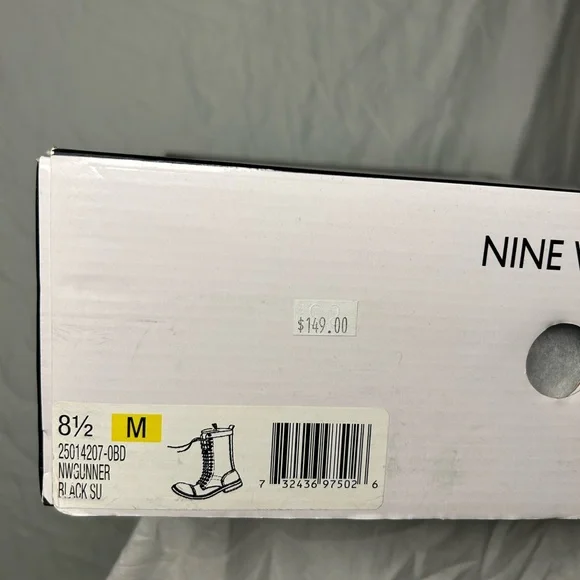 NINE
$149.00
8½ M
25014207-0BD
NWGUNNER
BLACK SU
7 32436 97502 6